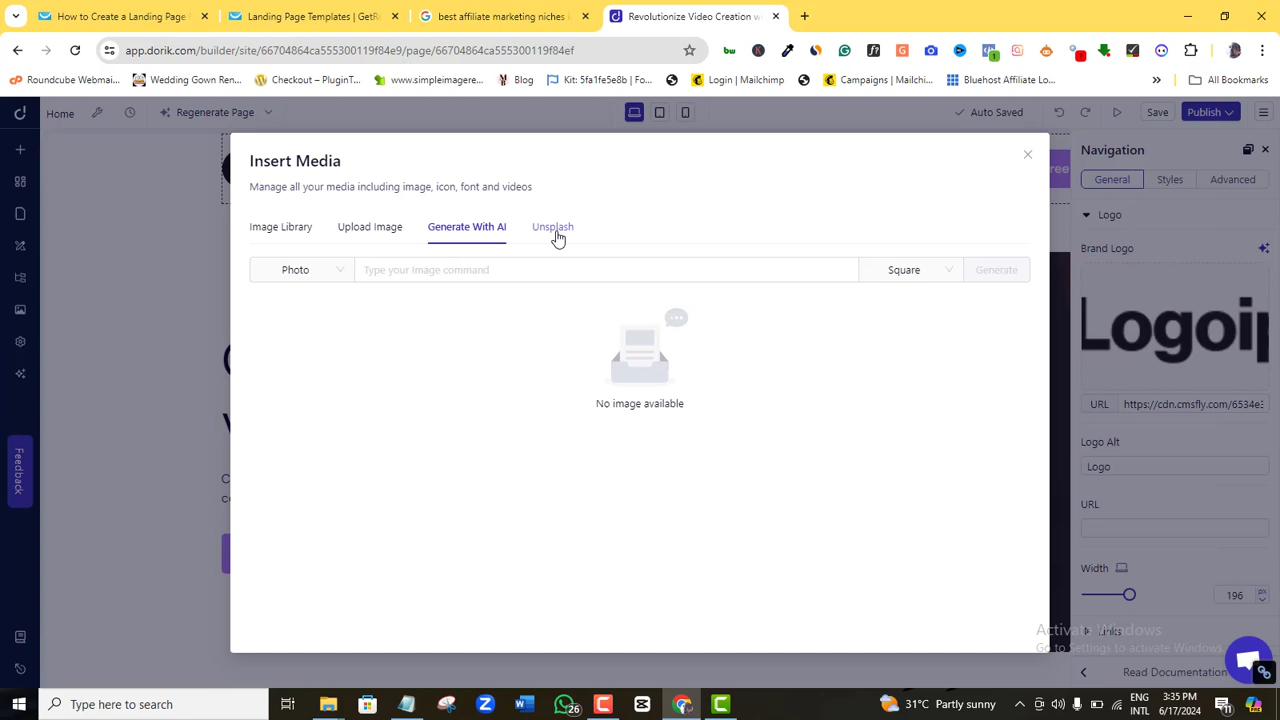 How to Create a Landing Page
Landing Page Templates | GetR
best affiliate marketing niches i
Revolutionize Video Creation w
app.dorik.com/builder/site/66704864ca555300119f84e9/page/66704864ca555300119f84ef
Roundcube Webmai...
Wedding Gown Ren...
Checkout – PluginT...
www.simpleimagere...
Blog
Kit: 5fa1fe5e8b | Fo...
Login | Mailchimp
Campaigns | Mailchi...
Bluehost Affiliate Lo...
»
All Bookmarks
Home
Regenerate Page
Auto Saved
Save
Publish
Insert Media
Manage all your media including image, icon, font and videos
Image Library
Upload Image
Generate With AI
Unsplash
Photo
Type your Image command
Square
Generate
No image available
Feedback
Navigation
General
Styles
Advanced
Logo
Brand Logo
Logoip
URL
https://cdn.cmsfly.com/6534e3
Logo Alt
Logo
URL
Width
196
px
Links
Activate Windows
Go to Settings to activate Windows.
Read Documentation
Type here to search
26
31°C Partly sunny
ENG
INTL
3:35 PM
6/17/2024